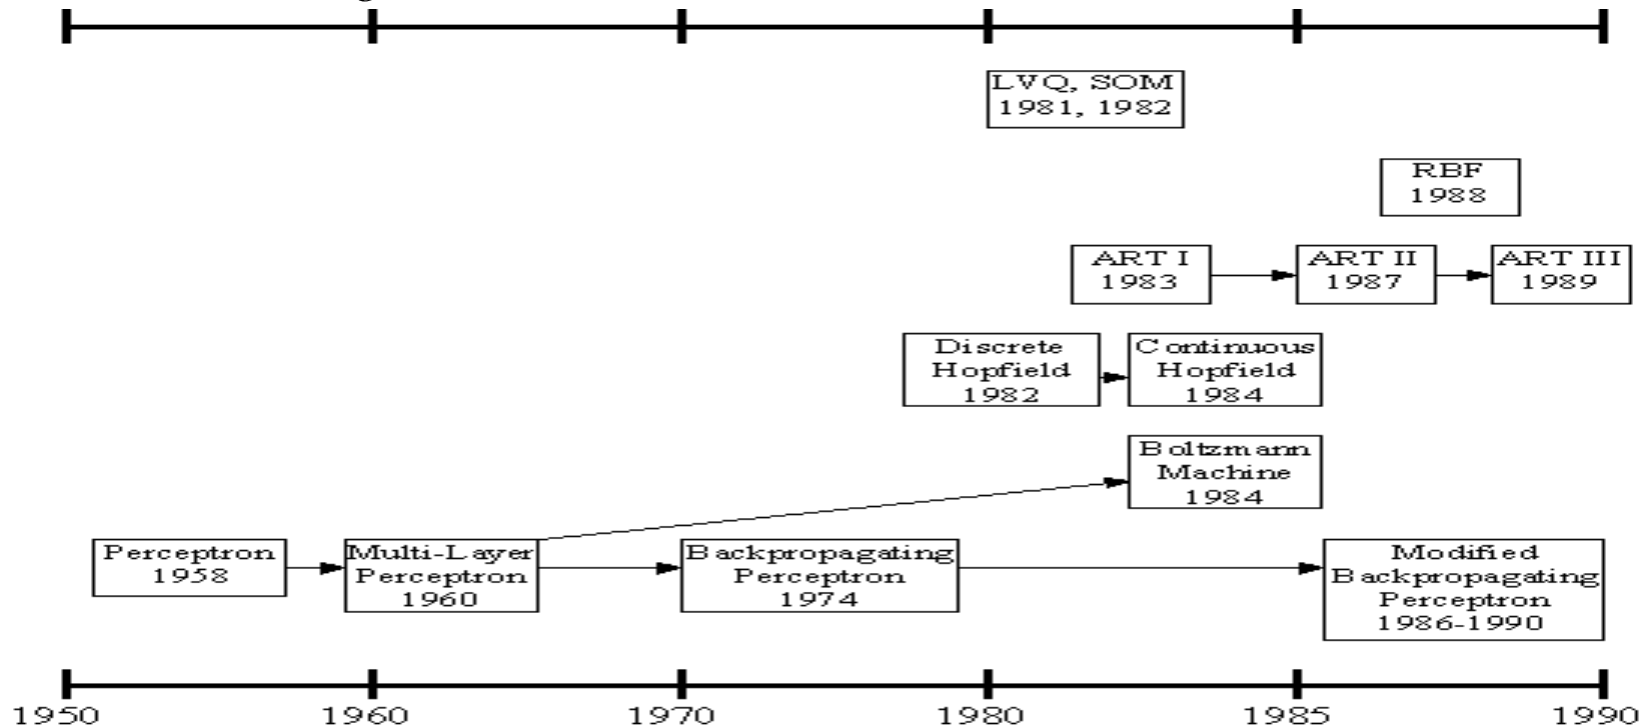 LVQ, SOM
1981, 1982
RBF
1988
ART I
1983
ART II
1987
ART III
1989
Discrete
Hopfield
1982
Continuous
Hopfield
1984
Boltzmann
Machine
1984
Perceptron
1958
Multi-Layer
Perceptron
1960
Backpropagating
Perceptron
1974
Modified
Backpropagating
Perceptron
1986-1990
1950 1960 1970 1980 1985 1990